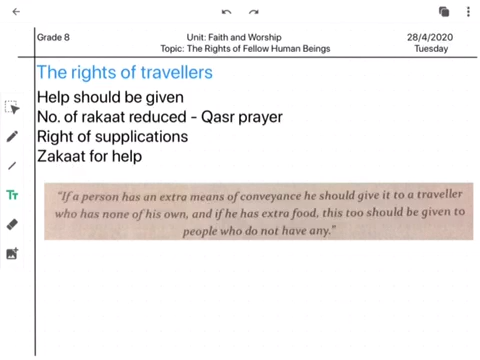 Grade 8
Unit: Faith and Worship
28/4/2020
Topic: The Rights of Fellow Human Beings
Tuesday
The rights of travellers
Help should be given
No. of rakaat reduced - Qasr prayer
Right of supplications
Zakaat for help
"If a person has an extra means of conveyance he should give it to a traveller
who has none of his own, and if he has extra food, this too should be given to
people who do not have any."
TT